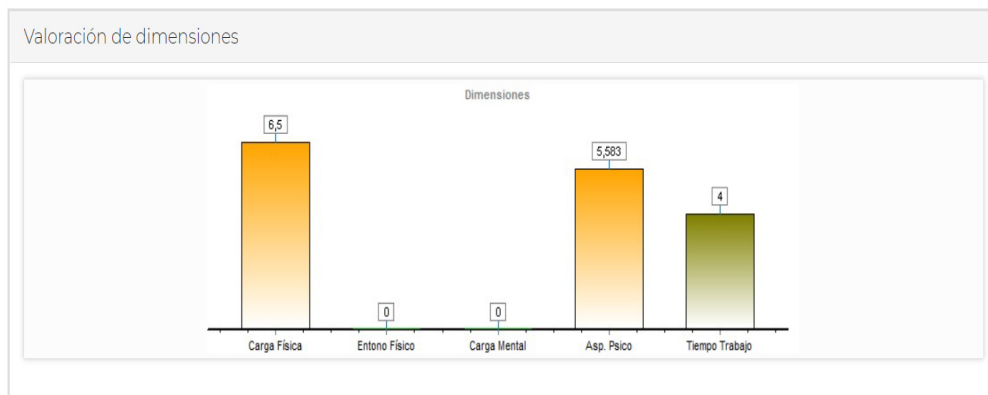 Valoración de dimensiones
Dimensiones
6,5
0
0
5,583
4
Carga Física
Entono Físico
Carga Mental
Asp. Psico
Tiempo Trabajo